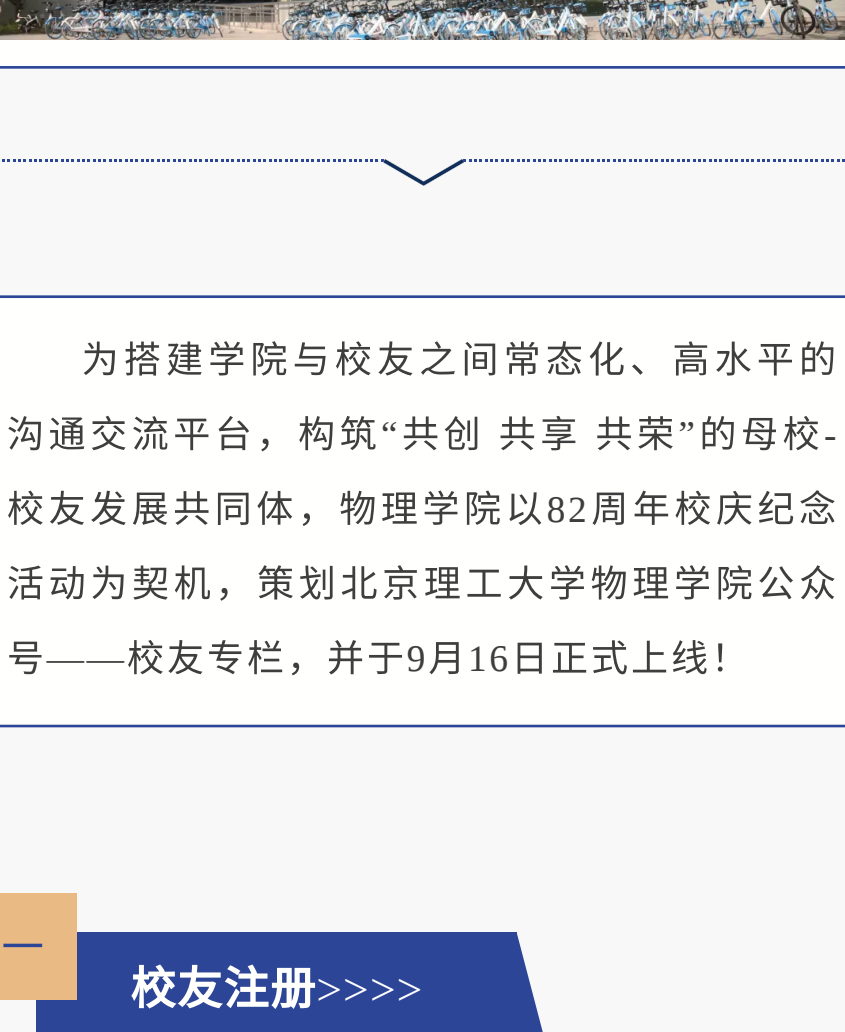 为搭建学院与校友之间常态化、高水平的
沟通交流平台，构筑“共创 共享 共荣”的母校-
校友发展共同体，物理学院以82周年校庆纪念
活动为契机，策划北京理工大学物理学院公众
号——校友专栏，并于9月16日正式上线！
一
校友注册>>>>